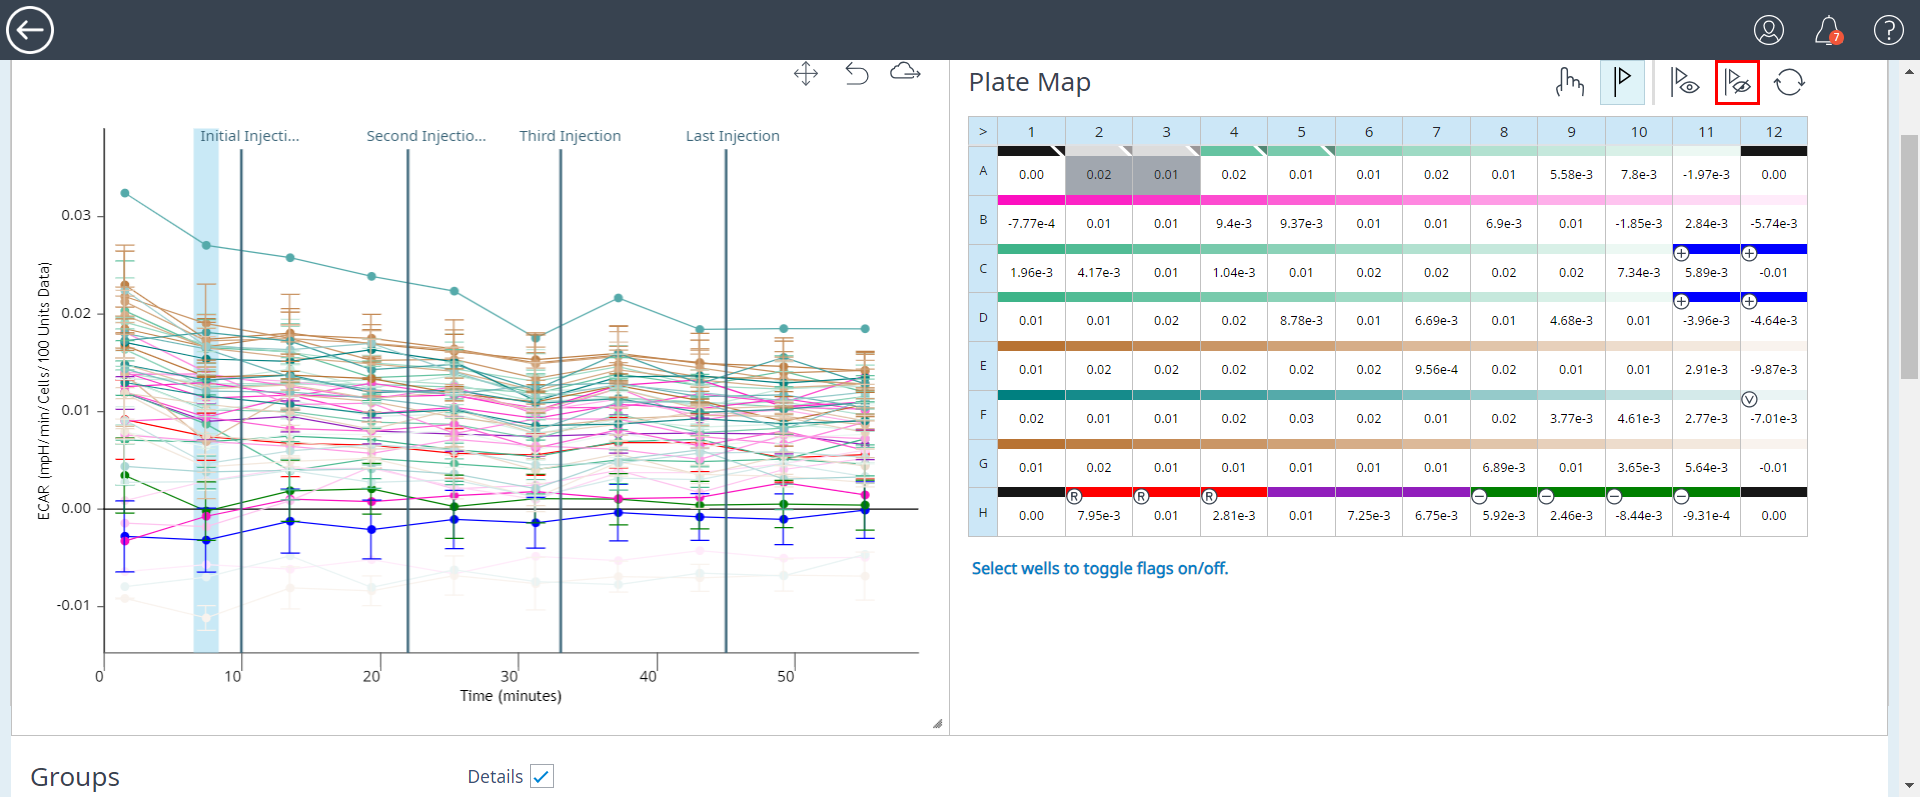 7
?
Plate Map
Initial Injecti...
Second Injectio...
Third Injection
Last Injection
0.03
0.02
0.01
0.00
-0.01
ECAR (mpH/min/Cells/100 Units Data)
0
10
20
30
40
50
Time (minutes)
> 1 2 3 4 5 6 7 8 9 10 11 12
A 0.00 0.02 0.01 0.02 0.01 0.01 0.02 0.01 5.58e-3 7.8e-3 -1.97e-3 0.00
B -7.77e-4 0.01 0.01 9.4e-3 9.37e-3 0.01 0.01 6.9e-3 0.01 -1.85e-3 2.84e-3 -5.74e-3
+ +
C 1.96e-3 4.17e-3 0.01 1.04e-3 0.01 0.02 0.02 0.02 0.02 7.34e-3 5.89e-3 -0.01
+ +
D 0.01 0.01 0.02 0.02 8.78e-3 0.01 6.69e-3 0.01 4.68e-3 0.01 -3.96e-3 -4.64e-3
E 0.01 0.02 0.02 0.02 0.02 0.02 9.56e-4 0.02 0.01 0.01 2.91e-3 -9.87e-3
V
F 0.02 0.01 0.01 0.02 0.03 0.02 0.01 0.02 3.77e-3 4.61e-3 2.77e-3 -7.01e-3
G 0.01 0.02 0.01 0.01 0.01 0.01 0.01 6.89e-3 0.01 3.65e-3 5.64e-3 -0.01
R R R − − − −
H 0.00 7.95e-3 0.01 2.81e-3 0.01 7.25e-3 6.75e-3 5.92e-3 2.46e-3 -8.44e-3 -9.31e-4 0.00
Select wells to toggle flags on/off.
Groups
Details